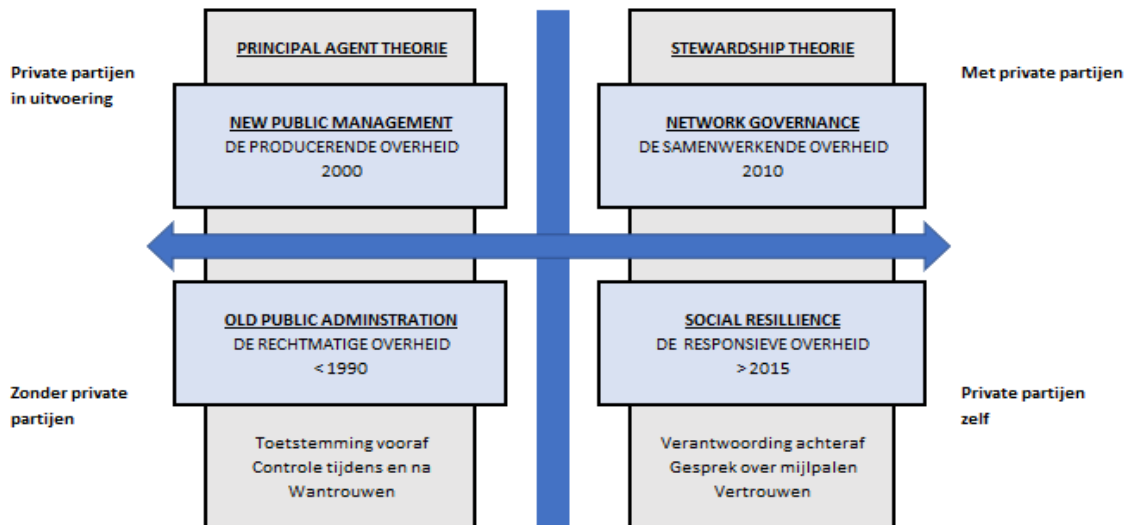 PRINCIPAL AGENT THEORIE
STEWARDSHIP THEORIE
Private partijen
in uitvoering
Met private partijen
NEW PUBLIC MANAGEMENT
DE PRODUCERENDE OVERHEID
2000
NETWORK GOVERNANCE
DE SAMENWERKENDE OVERHEID
2010
OLD PUBLIC ADMINSTRATION
DE RECHTMATIGE OVERHEID
< 1990
SOCIAL RESILLIENCE
DE RESPONSIEVE OVERHEID
> 2015
Zonder private
partijen
Private partijen
zelf
Toetstemming vooraf
Controle tijdens en na
Wantrouwen
Verantwoording achteraf
Gesprek over mijlpalen
Vertrouwen